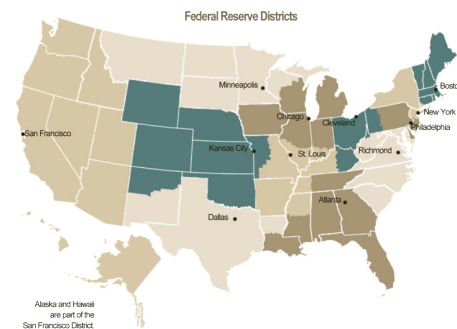 Federal Reserve Districts
Minneapolis
Boston
New York
Chicago
Cleveland
Philadelphia
San Francisco
Kansas City
St. Louis
Richmond
Atlanta
Dallas
Alaska and Hawaii
are part of the
San Francisco District.